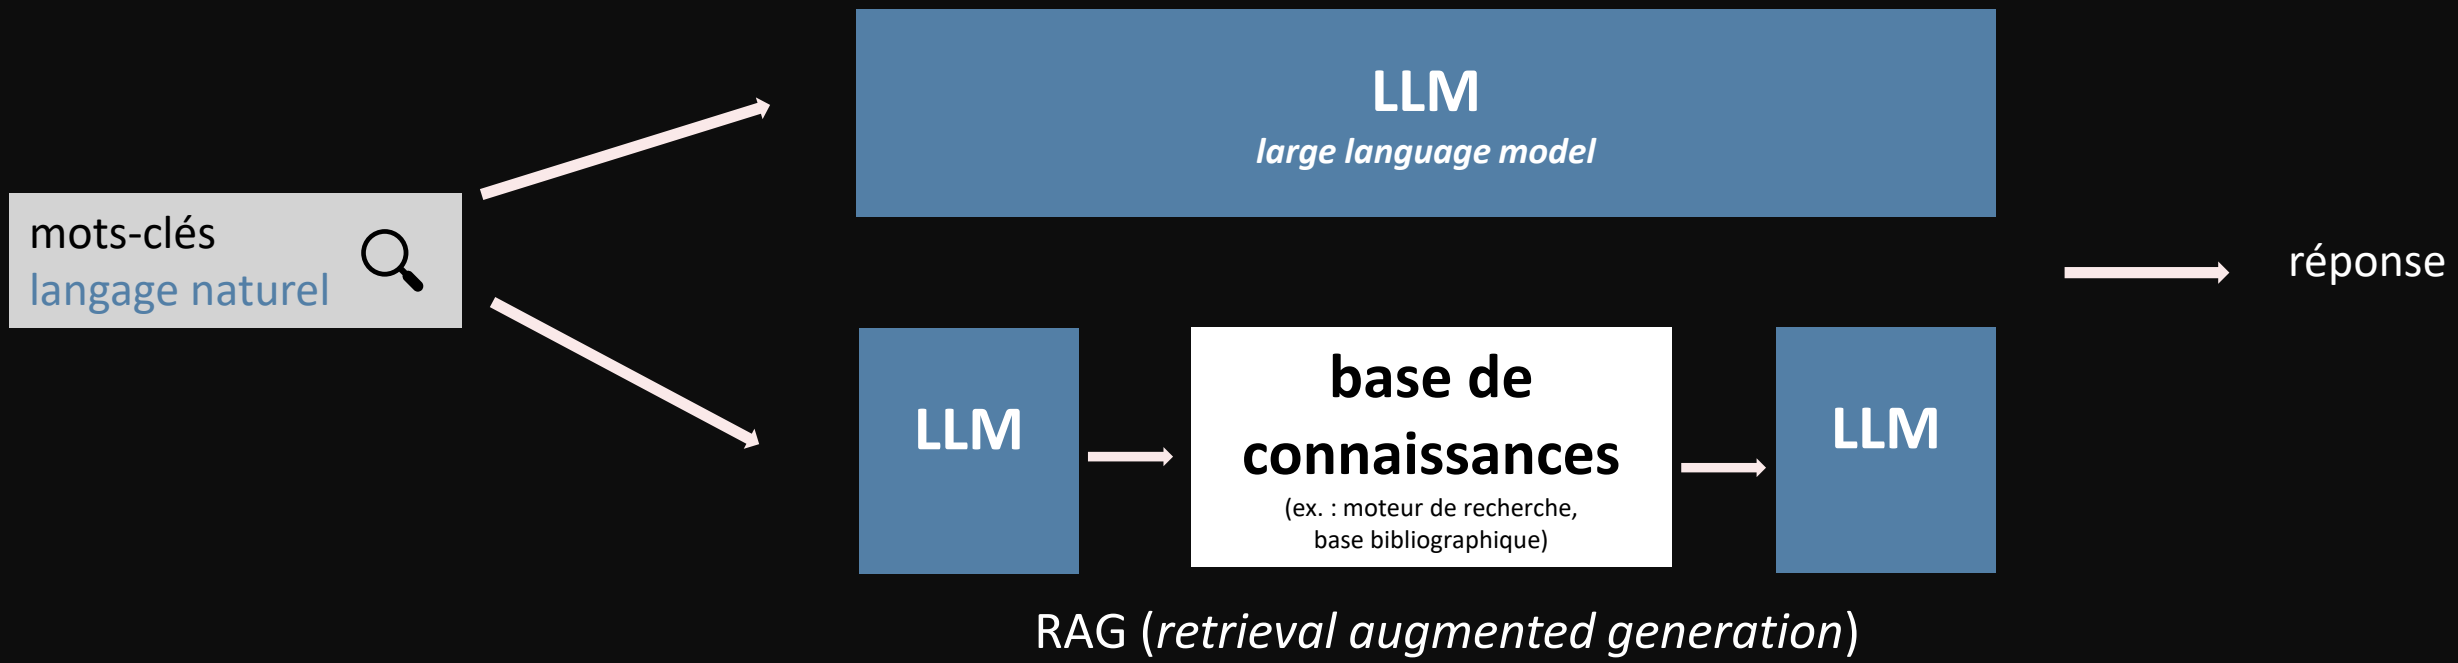 LLM
large language model
mots-clés
langage naturel
réponse
LLM
base de
connaissances
(ex. : moteur de recherche,
base bibliographique)
LLM
RAG (retrieval augmented generation)